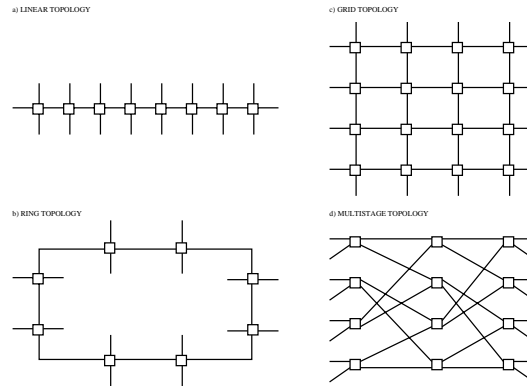 a) LINEAR TOPOLOGY
c) GRID TOPOLOGY
b) RING TOPOLOGY
d) MULTISTAGE TOPOLOGY